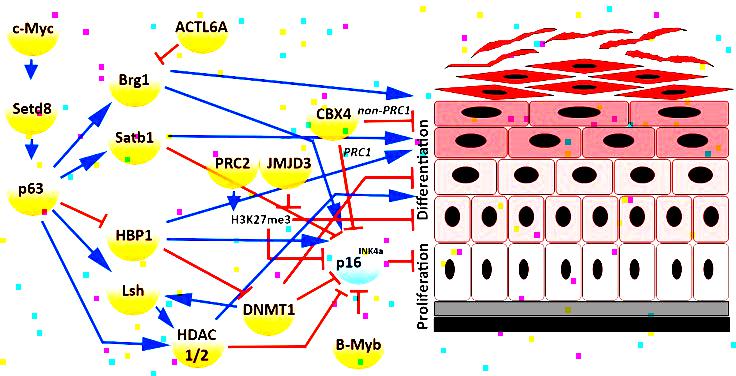 c-Myc
ACTL6A
Brg1
Setd8
CBX4
non-PRC1
Satb1
PRC1
PRC2
JMJD3
p63
H3K27me3
HBP1
p16 INK4a
Lsh
DNMT1
HDAC
1/2
B-Myb
Differentiation
Proliferation